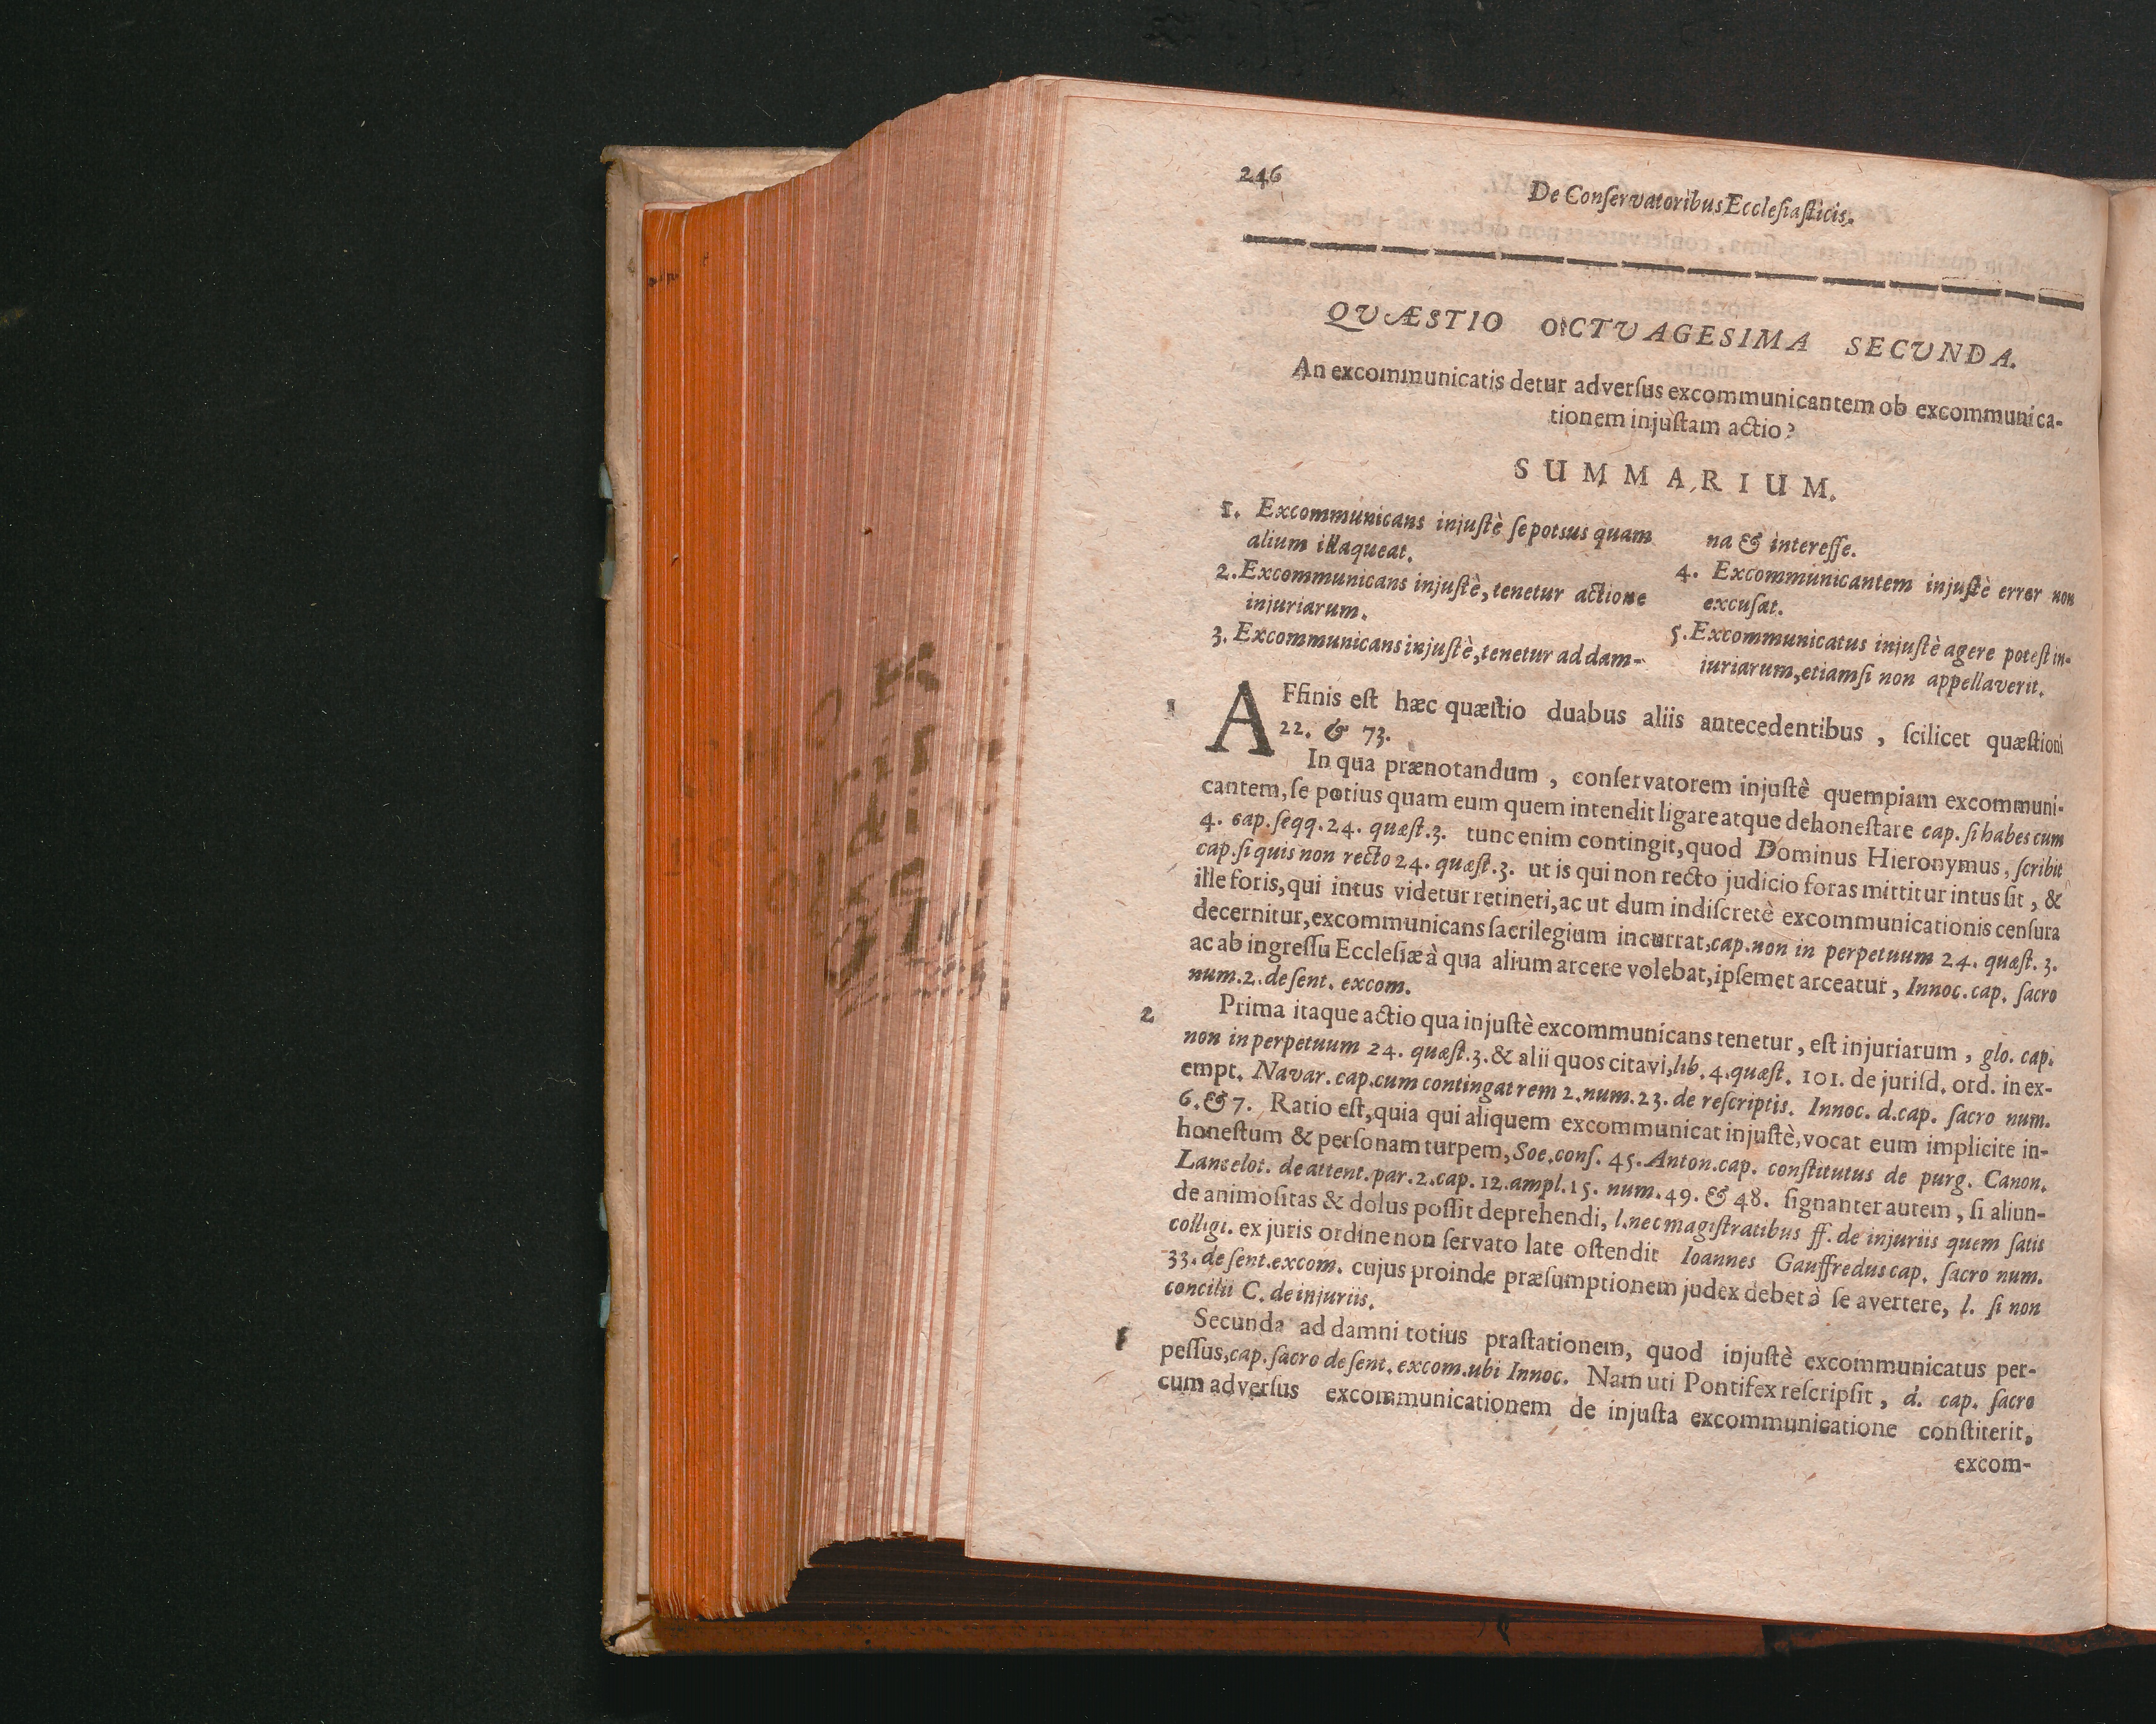 246
De Conſervatoribus Eccleſiaſticis.
QVÆSTIO OCTVAGESIMA SECVNDA.
An excommunicatis detur adverſus excommunicantem ob excommunica-
tionem injuſtam actio?
SUMMARIUM.
1. Excommunicans injuſtè ſe potsus quam
alium illaqueat.
2. Excommunicans injuſtè, tenetur actione
injuriarum.
3. Excommunicans injuſtè, tenetur ad dam-
na & intereſſe.
4. Excommunicantem injuſtè error non
excuſat.
5. Excommunicatus injuſtè agere poteſt in-
juriarum, etiamſi non appellaverit.
1 AFfinis eſt hæc quæſtio duabus aliis antecedentibus, ſcilicet quæſtioni
22. & 73.
In qua prænotandum, conſervatorem injuſtè quempiam excommuni-
cantem, ſe potius quam eum quem intendit ligare atque dehoneſtare cap. ſi habes cum
4. cap. ſeqq. 24. quæſt. 3. tunc enim contingit, quod Dominus Hieronymus, ſcribit
cap. ſi quis non recto 24. quæſt. 3. ut is qui non recto judicio foras mittitur intus ſit, &
ille foris, qui intus videtur retineri, ac ut dum indiſcretè excommunicationis cenſura
decernitur, excommunicans ſacrilegium incurrat, cap. non in perpetuum 24. quæſt. 3.
ac ab ingreſſu Eccleſiæ à qua alium arcere volebat, ipſemet arceatur, Innoc. cap. ſacro
num. 2. de ſent. excom.
2 Prima itaque actio qua injuſtè excommunicans tenetur, eſt injuriarum, glo. cap.
non in perpetuum 24. quæſt. 3. & alii quos citavi, lib. 4. quæſt. 101. de juriſd. ord. in ex-
empt. Navar. cap. cum contingat rem 2. num. 23. de reſcriptis. Innoc. d. cap. ſacro num.
6. & 7. Ratio eſt, quia qui aliquem excommunicat injuſtè, vocat eum implicite in-
honeſtum & perſonam turpem, Soc. conſ. 45. Anton. cap. conſtitutus de purg. Canon.
Lancelot. de attent. par. 2. cap. 12. ampl. 15. num. 49. & 48. ſignanter autem, ſi aliun-
de animoſitas & dolus poſſit deprehendi, l. nec magiſtratibus ff. de injuriis quem ſatis
colligi. ex juris ordine non ſervato late oſtendit Ioannes Gauffredus cap. ſacro num.
33. de ſent. excom. cujus proinde præſumptionem judex debet à ſe avertere, l. ſi non
concilii C. de injuriis.
Secunda ad damni totius praſtationem, quod injuſtè excommunicatus per-
peſſus, cap. ſacro de ſent. excom. ubi Innoc. Nam uti Pontifex reſcripſit, d. cap. ſacro
cum adverſus excommunicationem de injuſta excommunicatione conſtiterit,
excom-